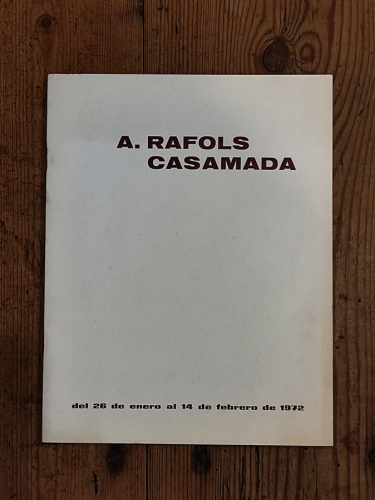 A. RAFOLS
CASAMADA
del 26 de enero al 14 de febrero de 1972